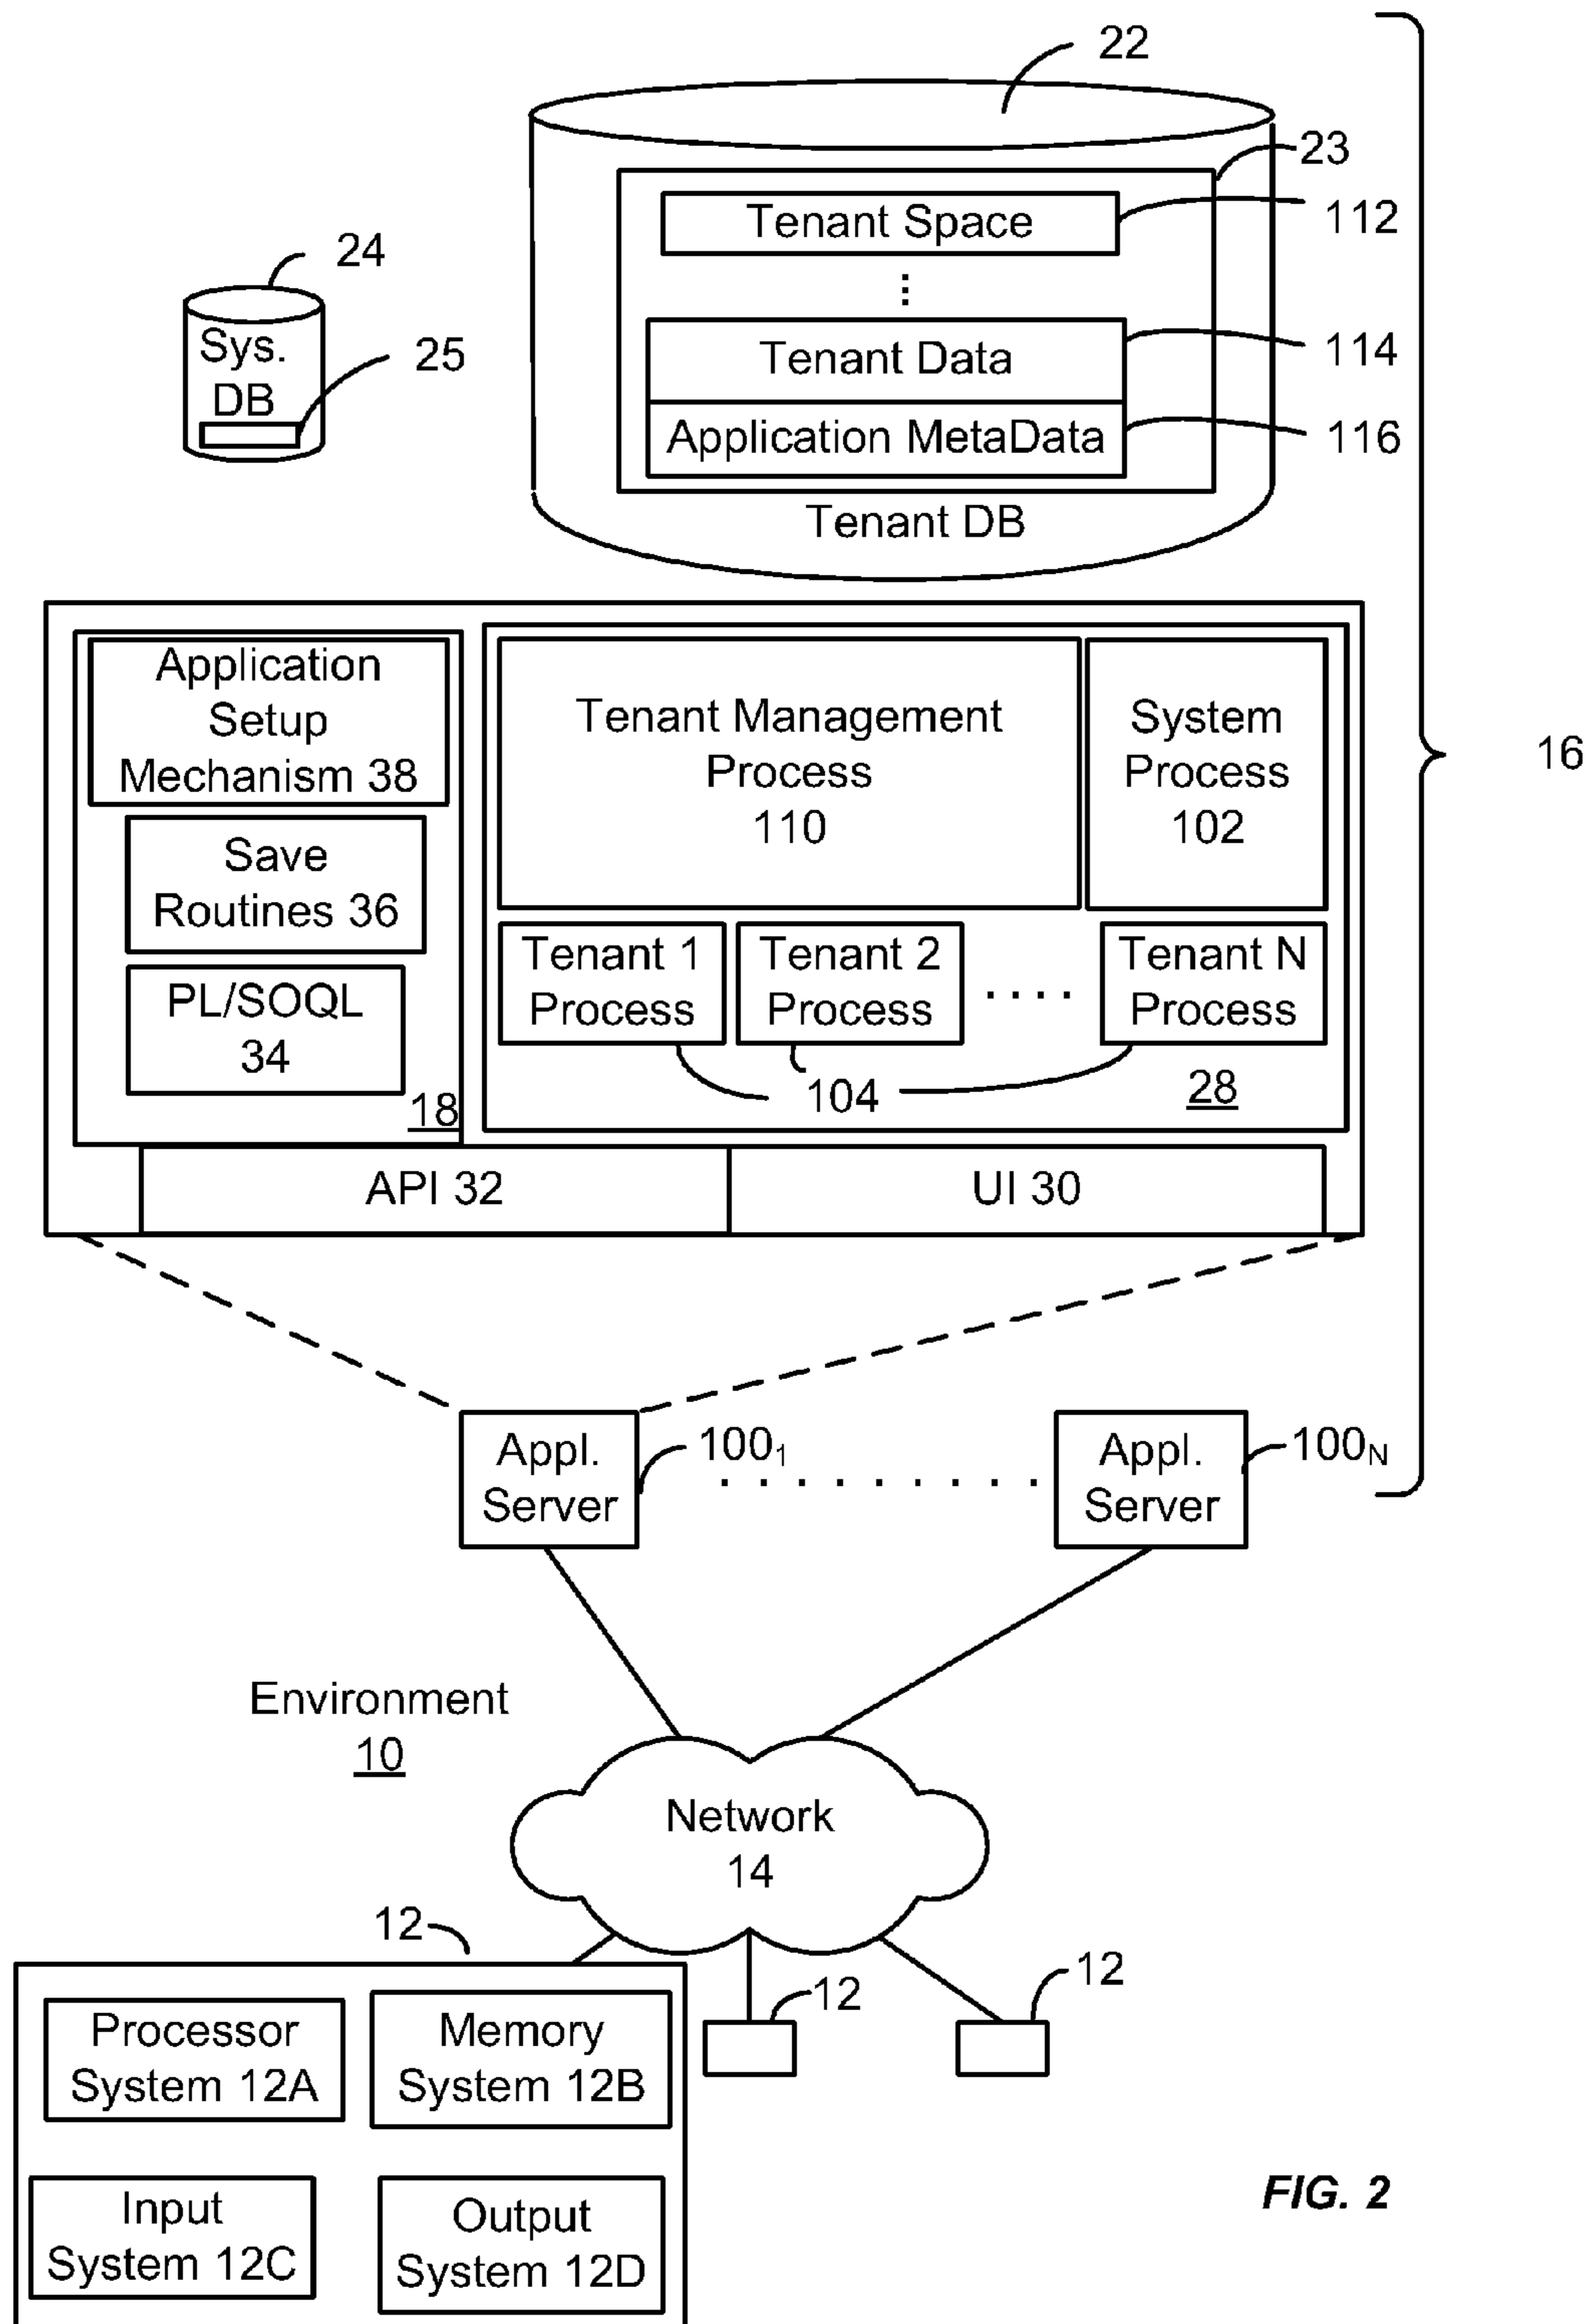 22
23
Tenant Space
112
24
Sys.
DB
25
Tenant Data
114
Application MetaData
116
Tenant DB
16
Application
Setup
Mechanism 38
Save
Routines 36
PL/SOQL
34
18
Tenant Management
Process
110
System
Process
102
Tenant 1
Process
Tenant 2
Process
. . . .
Tenant N
Process
104
28
API 32
UI 30
Appl.
Server
100₁
. . . . . . . . . .
Appl.
Server
100N
Environment
10
Network
14
12
12
12
Processor
System 12A
Memory
System 12B
Input
System 12C
Output
System 12D
FIG. 2